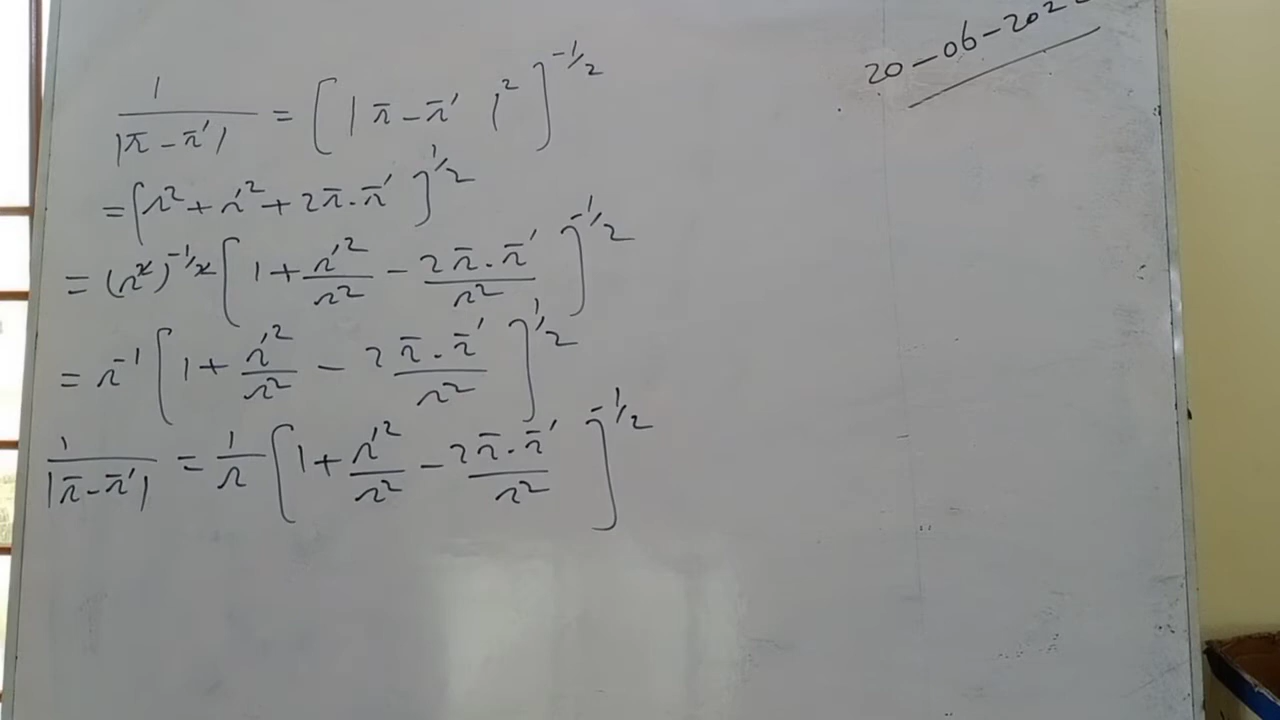 20-06-202
1/|r̄ - r̄'| = [|r̄ - r̄' |²]^(-1/2)
= [r² + r'² + 2r̄·r̄']^(1/2)
= (r²)^(-1/2) [1 + r'²/r² - 2r̄·r̄'/r²]^(-1/2)
= r⁻¹ [1 + r'²/r² - 2 r̄·r̄'/r²]^(1/2)
1/|r̄ - r̄'| = 1/r [1 + r'²/r² - 2r̄·r̄'/r²]^(-1/2)